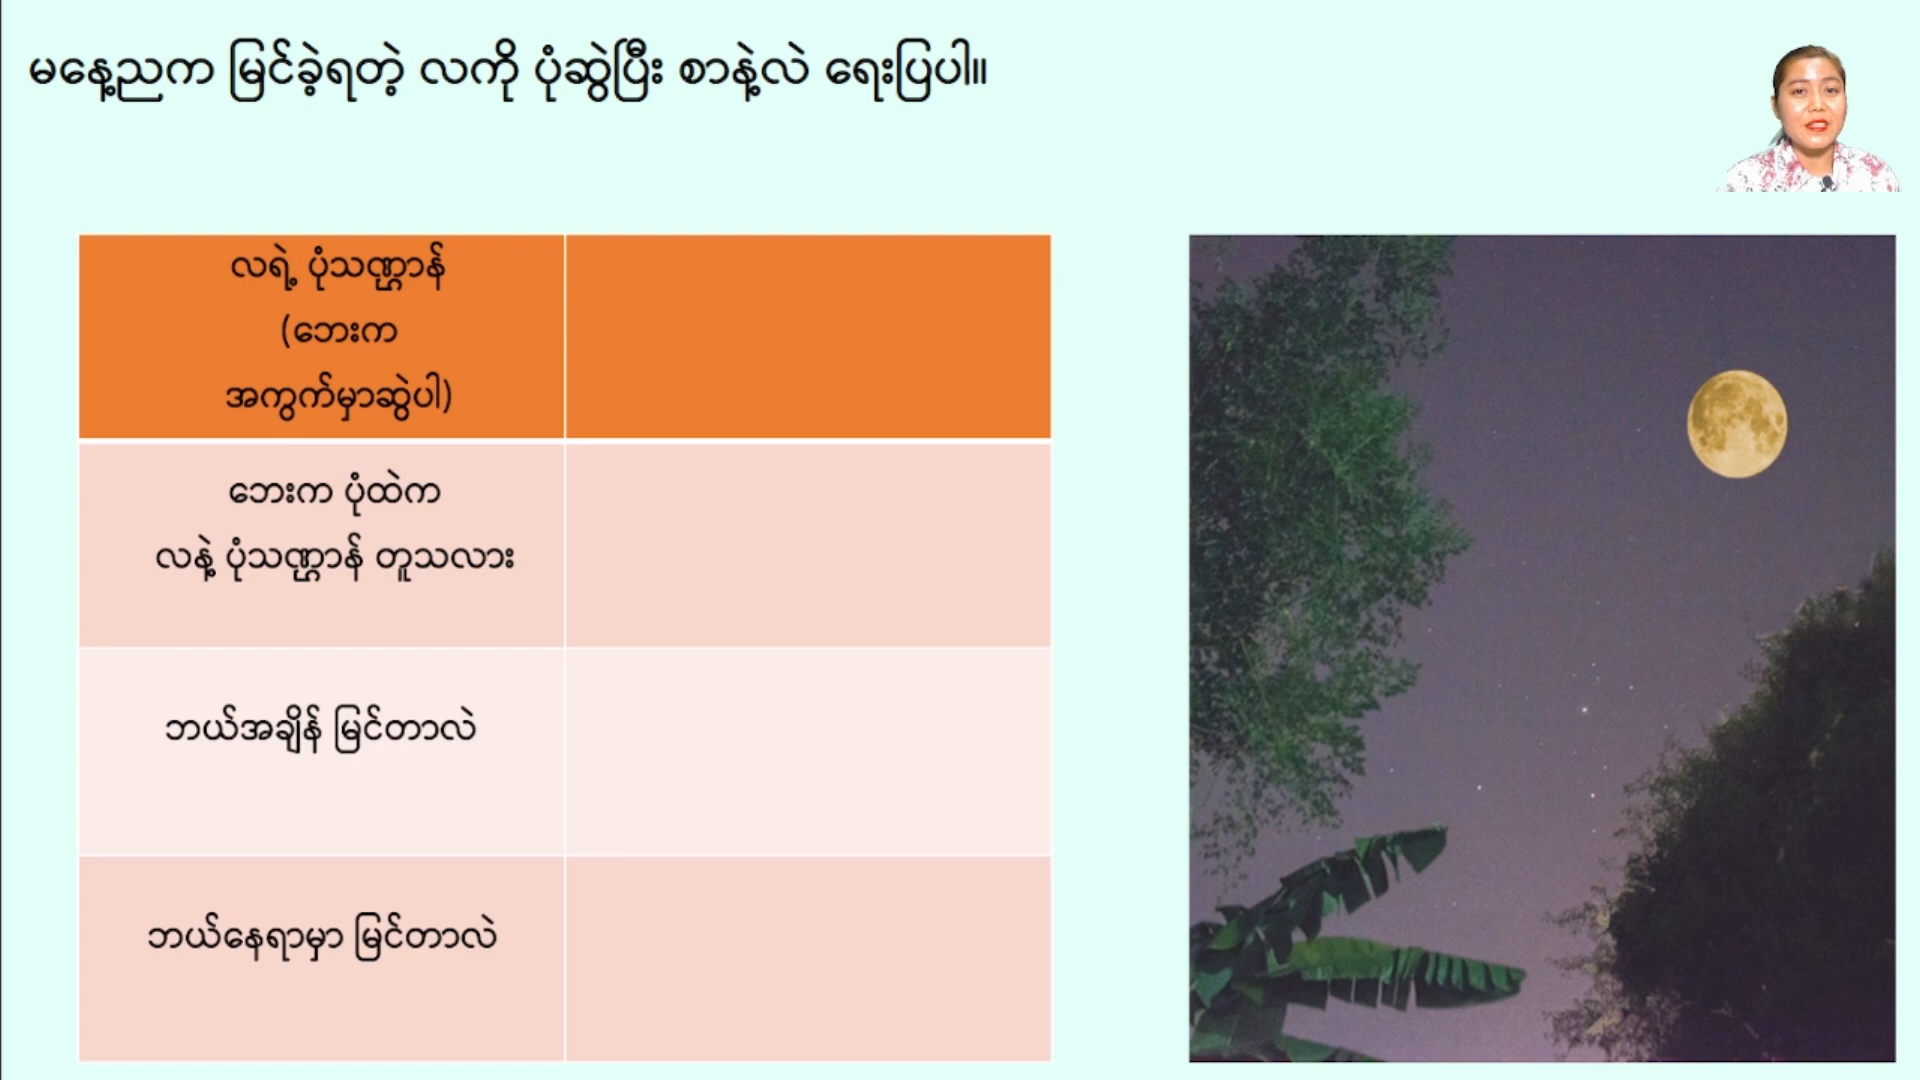 မနေ့ညက မြင်ခဲ့ရတဲ့ လကို ပုံဆွဲပြီး စာနဲ့လဲ ရေးပြပါ။
လရဲ့ ပုံသဏ္ဌာန်
(ဘေးက
အကွက်မှာဆွဲပါ)
ဘေးက ပုံထဲက
လနဲ့ ပုံသဏ္ဌာန် တူသလား
ဘယ်အချိန် မြင်တာလဲ
ဘယ်နေရာမှာ မြင်တာလဲ